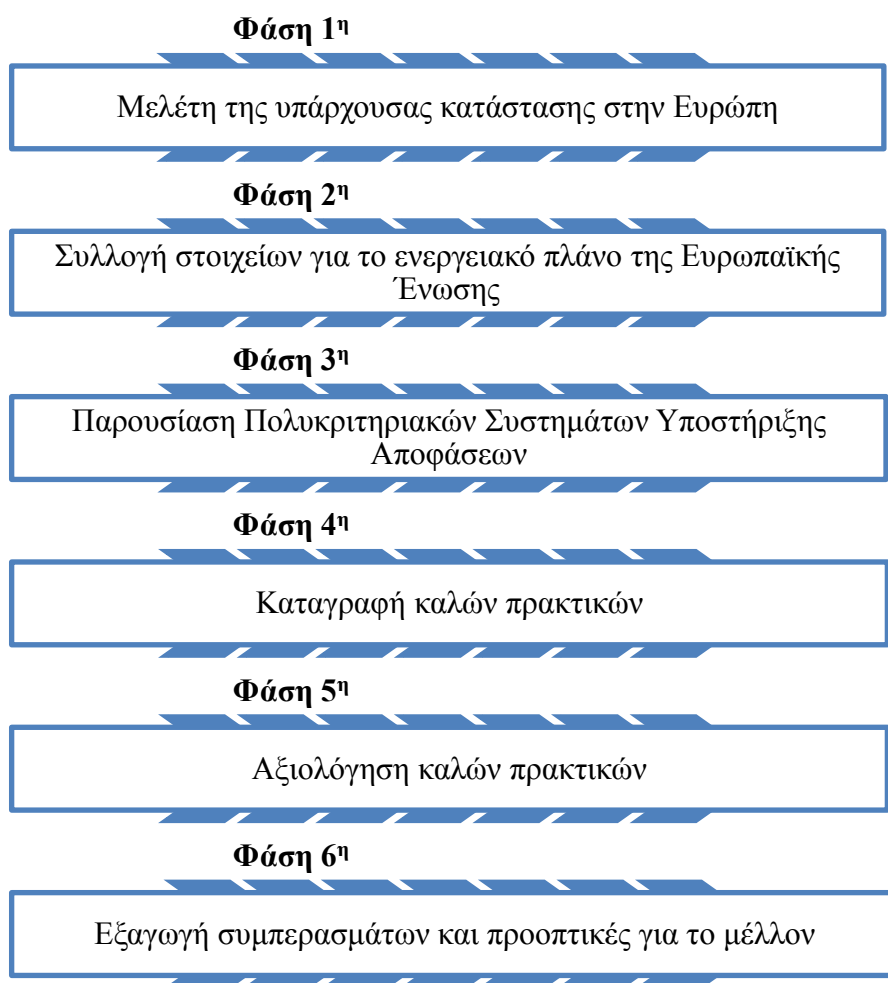 Φάση 1η
Μελέτη της υπάρχουσας κατάστασης στην Ευρώπη
Φάση 2η
Συλλογή στοιχείων για το ενεργειακό πλάνο της Ευρωπαϊκής
Ένωσης
Φάση 3η
Παρουσίαση Πολυκριτηριακών Συστημάτων Υποστήριξης
Αποφάσεων
Φάση 4η
Καταγραφή καλών πρακτικών
Φάση 5η
Αξιολόγηση καλών πρακτικών
Φάση 6η
Εξαγωγή συμπερασμάτων και προοπτικές για το μέλλον